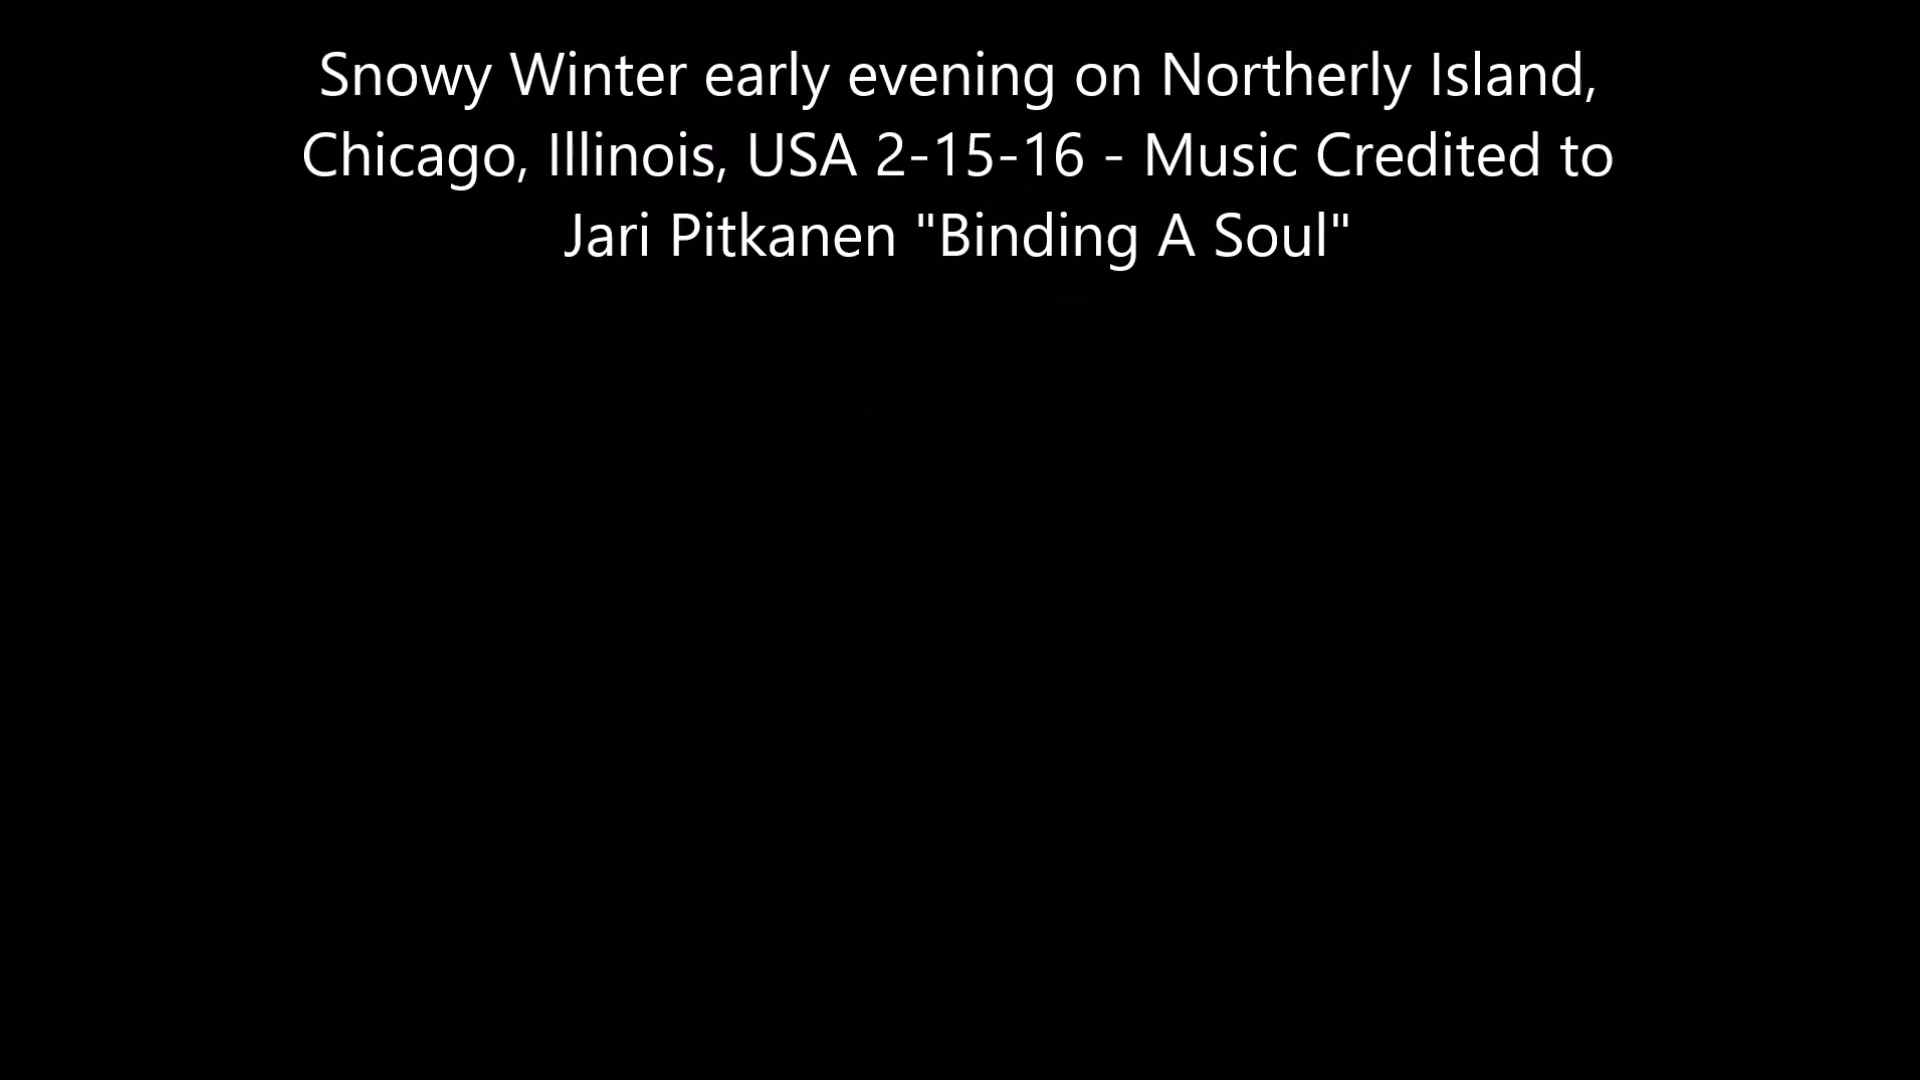 Snowy Winter early evening on Northerly Island,
Chicago, Illinois, USA 2-15-16 - Music Credited to
Jari Pitkanen "Binding A Soul"